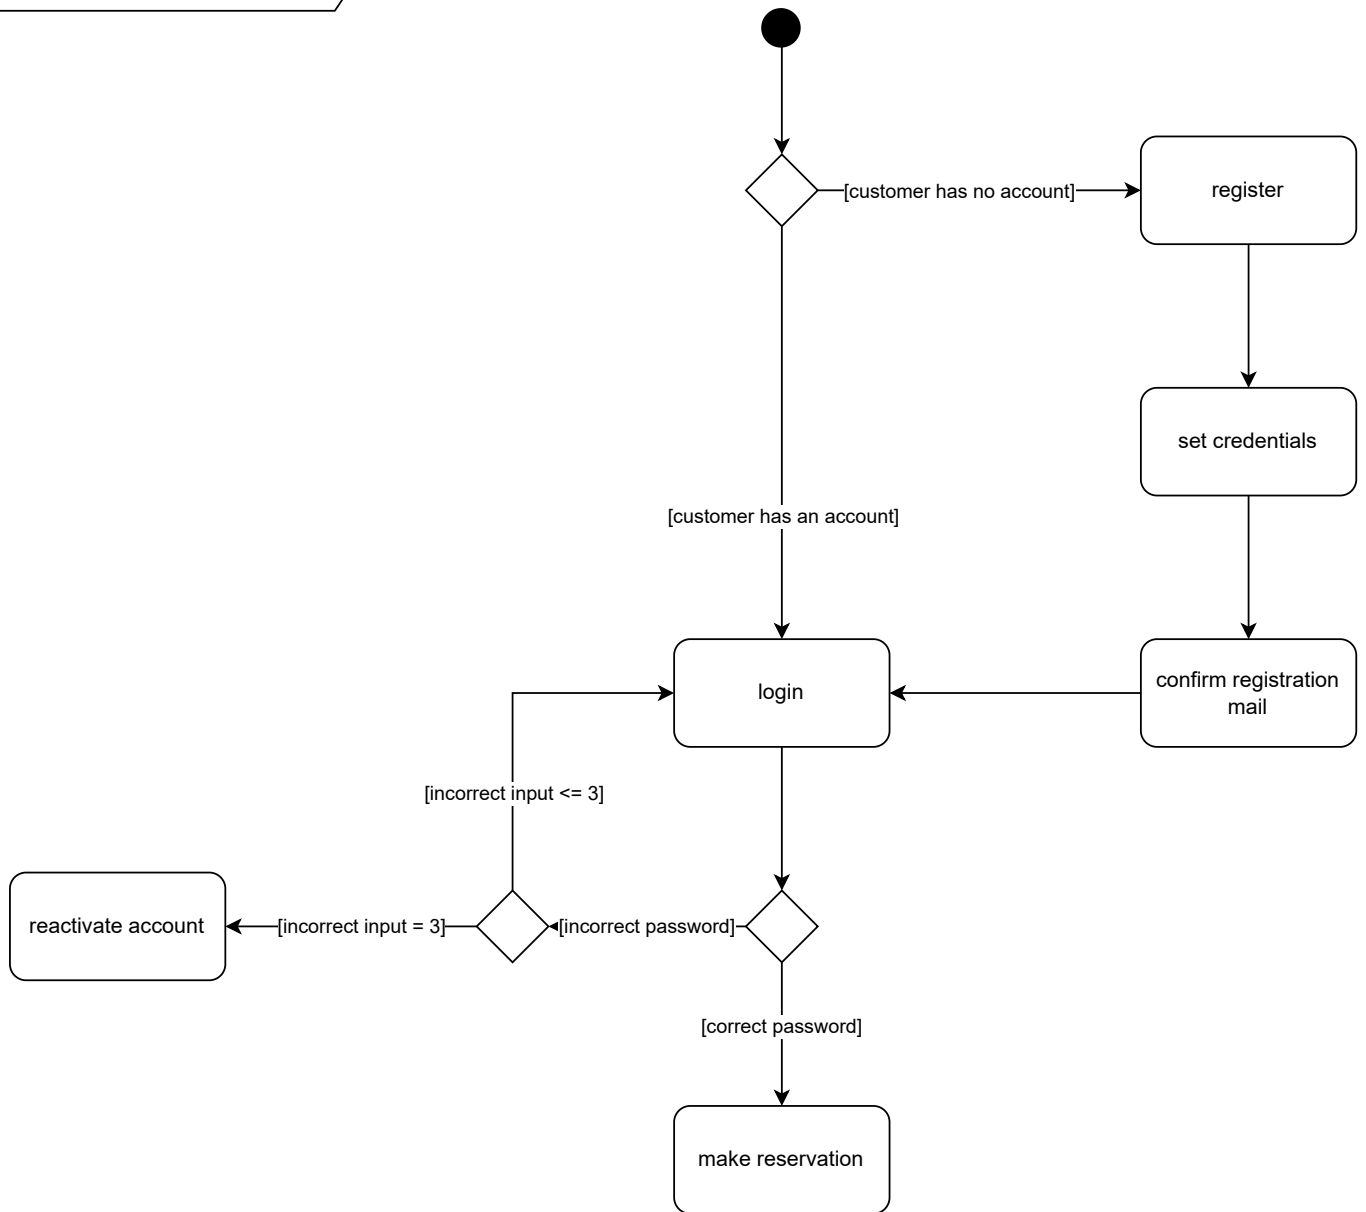 [customer has no account]
register
set credentials
[customer has an account]
login
confirm registration
mail
[incorrect input <= 3]
reactivate account
[incorrect input = 3]
[incorrect password]
[correct password]
make reservation